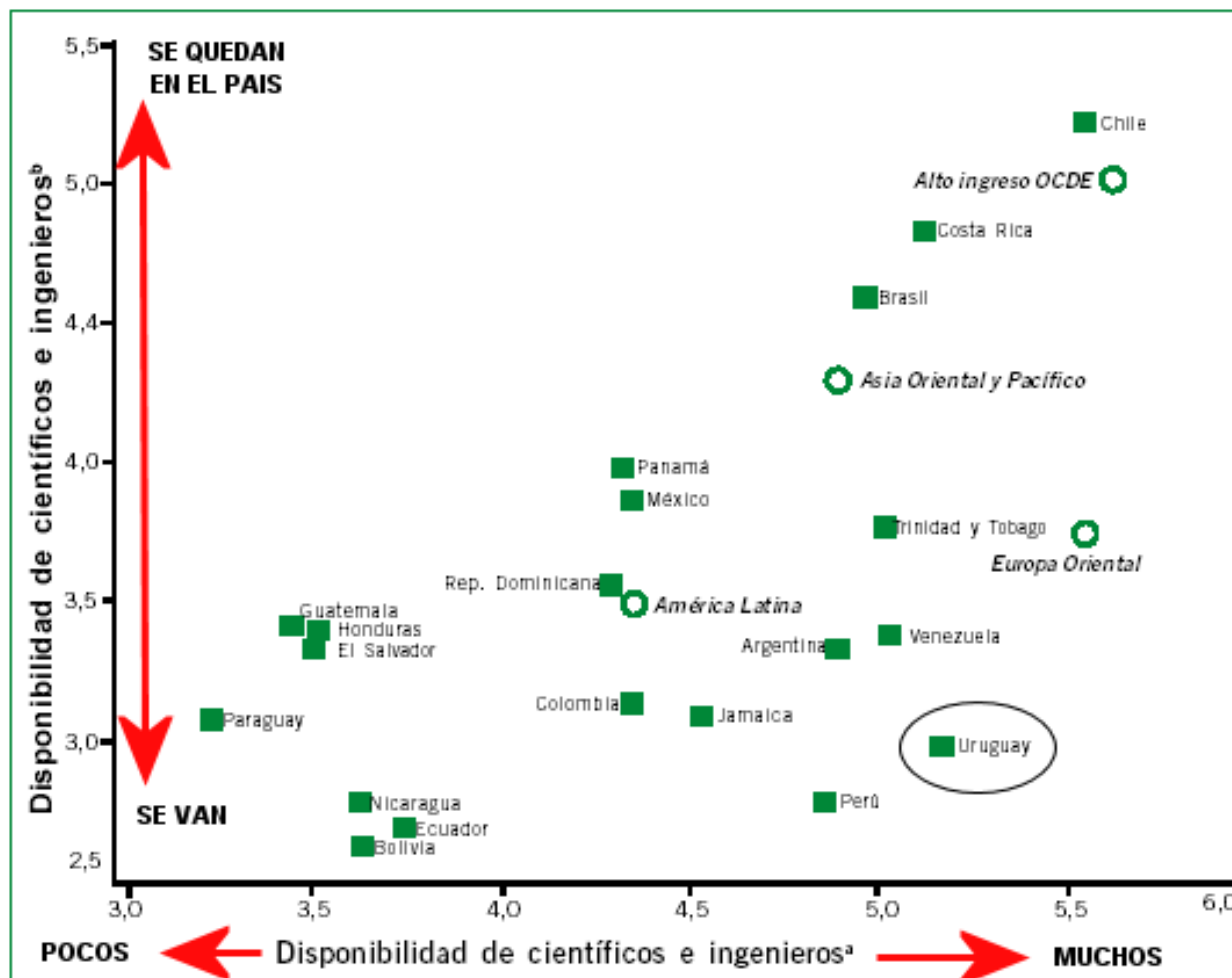 5,5
SE QUEDAN
EN EL PAIS
Chile
5,0
Alto ingreso OCDE
Costa Rica
Brasil
4,4
Asia Oriental y Pacífico
4,0
Panamá
México
Trinidad y Tobago
Europa Oriental
Rep. Dominicana
3,5
América Latina
Guatemala
Honduras
El Salvador
Argentina
Venezuela
Colombia
Jamaica
Paraguay
3,0
Uruguay
Nicaragua
Perú
SE VAN
Ecuador
Bolivia
2,5
Disponibilidad de científicos e ingenierosᵇ
3,0 3,5 4,0 4,5 5,0 5,5 6,0
POCOS Disponibilidad de científicos e ingenierosᵃ MUCHOS